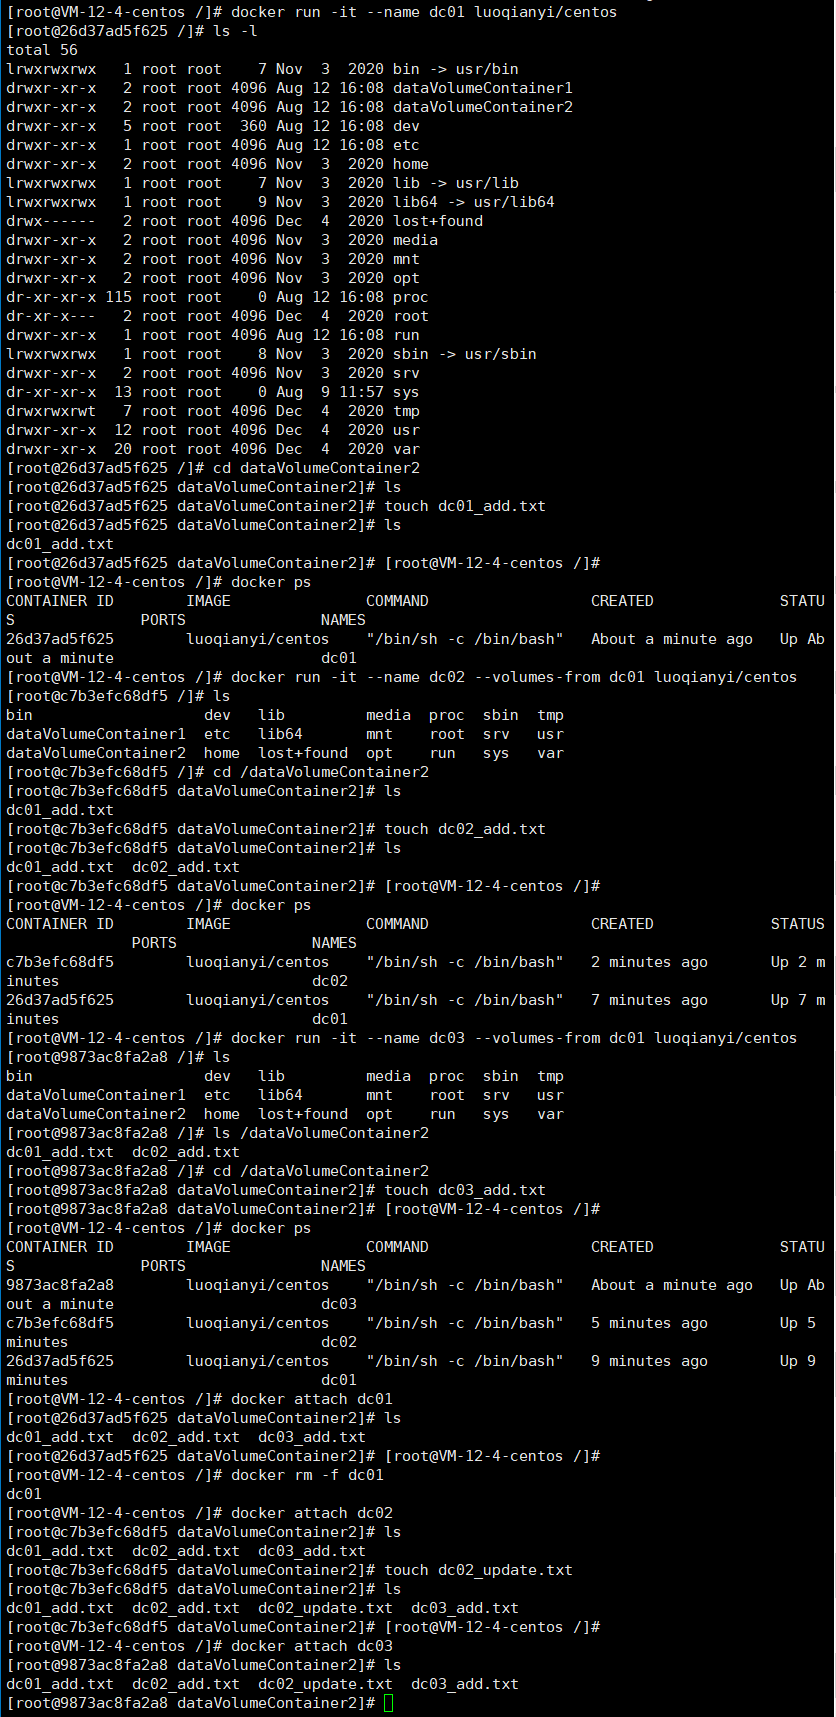 [root@VM-12-4-centos /]# docker run -it --name dc01 luoqianyi/centos
[root@26d37ad5f625 /]# ls -l
total 56
lrwxrwxrwx   1 root root    7 Nov  3  2020 bin -> usr/bin
drwxr-xr-x   2 root root 4096 Aug 12 16:08 dataVolumeContainer1
drwxr-xr-x   2 root root 4096 Aug 12 16:08 dataVolumeContainer2
drwxr-xr-x   5 root root  360 Aug 12 16:08 dev
drwxr-xr-x   1 root root 4096 Aug 12 16:08 etc
drwxr-xr-x   2 root root 4096 Nov  3  2020 home
lrwxrwxrwx   1 root root    7 Nov  3  2020 lib -> usr/lib
lrwxrwxrwx   1 root root    9 Nov  3  2020 lib64 -> usr/lib64
drwx------   2 root root 4096 Dec  4  2020 lost+found
drwxr-xr-x   2 root root 4096 Nov  3  2020 media
drwxr-xr-x   2 root root 4096 Nov  3  2020 mnt
drwxr-xr-x   2 root root 4096 Nov  3  2020 opt
dr-xr-xr-x 115 root root    0 Aug 12 16:08 proc
dr-xr-x---   2 root root 4096 Dec  4  2020 root
drwxr-xr-x   1 root root 4096 Aug 12 16:08 run
lrwxrwxrwx   1 root root    8 Nov  3  2020 sbin -> usr/sbin
drwxr-xr-x   2 root root 4096 Nov  3  2020 srv
dr-xr-xr-x  13 root root    0 Aug  9 11:57 sys
drwxrwxrwt   7 root root 4096 Dec  4  2020 tmp
drwxr-xr-x  12 root root 4096 Dec  4  2020 usr
drwxr-xr-x  20 root root 4096 Dec  4  2020 var
[root@26d37ad5f625 /]# cd dataVolumeContainer2
[root@26d37ad5f625 dataVolumeContainer2]# ls
[root@26d37ad5f625 dataVolumeContainer2]# touch dc01_add.txt
[root@26d37ad5f625 dataVolumeContainer2]# ls
dc01_add.txt
[root@26d37ad5f625 dataVolumeContainer2]# [root@VM-12-4-centos /]#
[root@VM-12-4-centos /]# docker ps
CONTAINER ID        IMAGE               COMMAND                  CREATED              STATU
S              PORTS               NAMES
26d37ad5f625        luoqianyi/centos    "/bin/sh -c /bin/bash"   About a minute ago   Up Ab
out a minute                       dc01
[root@VM-12-4-centos /]# docker run -it --name dc02 --volumes-from dc01 luoqianyi/centos
[root@c7b3efc68df5 /]# ls
bin                   dev   lib         media  proc  sbin  tmp
dataVolumeContainer1  etc   lib64       mnt    root  srv   usr
dataVolumeContainer2  home  lost+found  opt    run   sys   var
[root@c7b3efc68df5 /]# cd /dataVolumeContainer2
[root@c7b3efc68df5 dataVolumeContainer2]# ls
dc01_add.txt
[root@c7b3efc68df5 dataVolumeContainer2]# touch dc02_add.txt
[root@c7b3efc68df5 dataVolumeContainer2]# ls
dc01_add.txt  dc02_add.txt
[root@c7b3efc68df5 dataVolumeContainer2]# [root@VM-12-4-centos /]#
[root@VM-12-4-centos /]# docker ps
CONTAINER ID        IMAGE               COMMAND                  CREATED             STATUS
              PORTS               NAMES
c7b3efc68df5        luoqianyi/centos    "/bin/sh -c /bin/bash"   2 minutes ago       Up 2 m
inutes                            dc02
26d37ad5f625        luoqianyi/centos    "/bin/sh -c /bin/bash"   7 minutes ago       Up 7 m
inutes                            dc01
[root@VM-12-4-centos /]# docker run -it --name dc03 --volumes-from dc01 luoqianyi/centos
[root@9873ac8fa2a8 /]# ls
bin                   dev   lib         media  proc  sbin  tmp
dataVolumeContainer1  etc   lib64       mnt    root  srv   usr
dataVolumeContainer2  home  lost+found  opt    run   sys   var
[root@9873ac8fa2a8 /]# ls /dataVolumeContainer2
dc01_add.txt  dc02_add.txt
[root@9873ac8fa2a8 /]# cd /dataVolumeContainer2
[root@9873ac8fa2a8 dataVolumeContainer2]# touch dc03_add.txt
[root@9873ac8fa2a8 dataVolumeContainer2]# [root@VM-12-4-centos /]#
[root@VM-12-4-centos /]# docker ps
CONTAINER ID        IMAGE               COMMAND                  CREATED              STATU
S              PORTS               NAMES
9873ac8fa2a8        luoqianyi/centos    "/bin/sh -c /bin/bash"   About a minute ago   Up Ab
out a minute                       dc03
c7b3efc68df5        luoqianyi/centos    "/bin/sh -c /bin/bash"   5 minutes ago        Up 5
minutes                            dc02
26d37ad5f625        luoqianyi/centos    "/bin/sh -c /bin/bash"   9 minutes ago        Up 9
minutes                            dc01
[root@VM-12-4-centos /]# docker attach dc01
[root@26d37ad5f625 dataVolumeContainer2]# ls
dc01_add.txt  dc02_add.txt  dc03_add.txt
[root@26d37ad5f625 dataVolumeContainer2]# [root@VM-12-4-centos /]#
[root@VM-12-4-centos /]# docker rm -f dc01
dc01
[root@VM-12-4-centos /]# docker attach dc02
[root@c7b3efc68df5 dataVolumeContainer2]# ls
dc01_add.txt  dc02_add.txt  dc03_add.txt
[root@c7b3efc68df5 dataVolumeContainer2]# touch dc02_update.txt
[root@c7b3efc68df5 dataVolumeContainer2]# ls
dc01_add.txt  dc02_add.txt  dc02_update.txt  dc03_add.txt
[root@c7b3efc68df5 dataVolumeContainer2]# [root@VM-12-4-centos /]#
[root@VM-12-4-centos /]# docker attach dc03
[root@9873ac8fa2a8 dataVolumeContainer2]# ls
dc01_add.txt  dc02_add.txt  dc02_update.txt  dc03_add.txt
[root@9873ac8fa2a8 dataVolumeContainer2]#